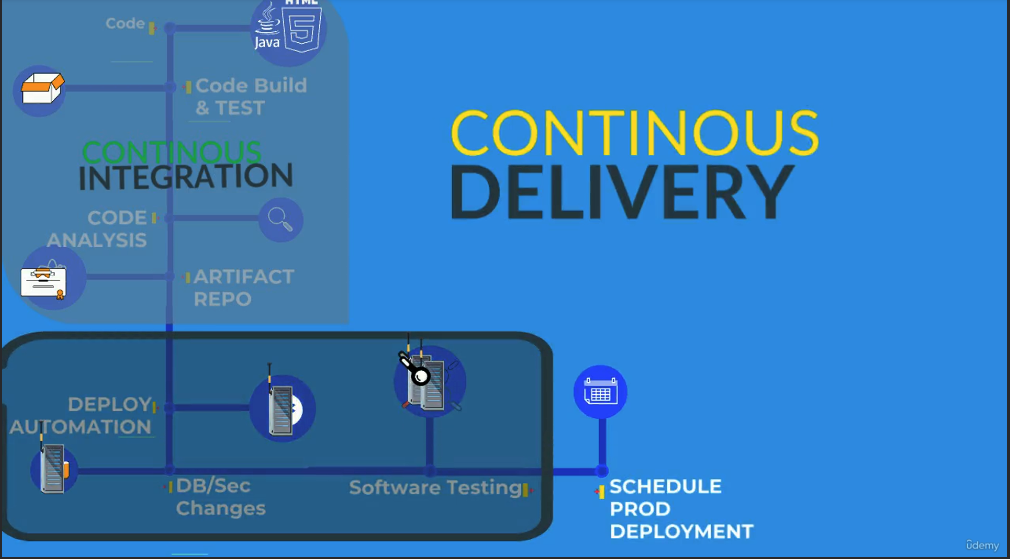 Code
HTML
Java
5
Code Build
& TEST
CONTINOUS
INTEGRATION
CODE
ANALYSIS
ARTIFACT
REPO
CONTINOUS
DELIVERY
DEPLOY
AUTOMATION
DB/Sec
Changes
Software Testing
SCHEDULE
PROD
DEPLOYMENT
ûdemy